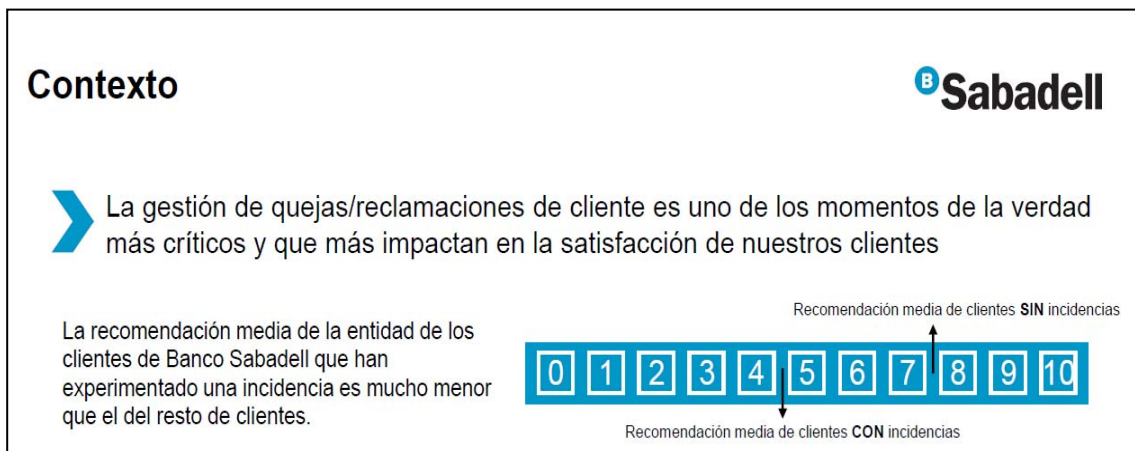 Contexto
B Sabadell
La gestión de quejas/reclamaciones de cliente es uno de los momentos de la verdad
más críticos y que más impactan en la satisfacción de nuestros clientes
La recomendación media de la entidad de los
clientes de Banco Sabadell que han
experimentado una incidencia es mucho menor
que el del resto de clientes.
Recomendación media de clientes SIN incidencias
0 1 2 3 4 5 6 7 8 9 10
Recomendación media de clientes CON incidencias